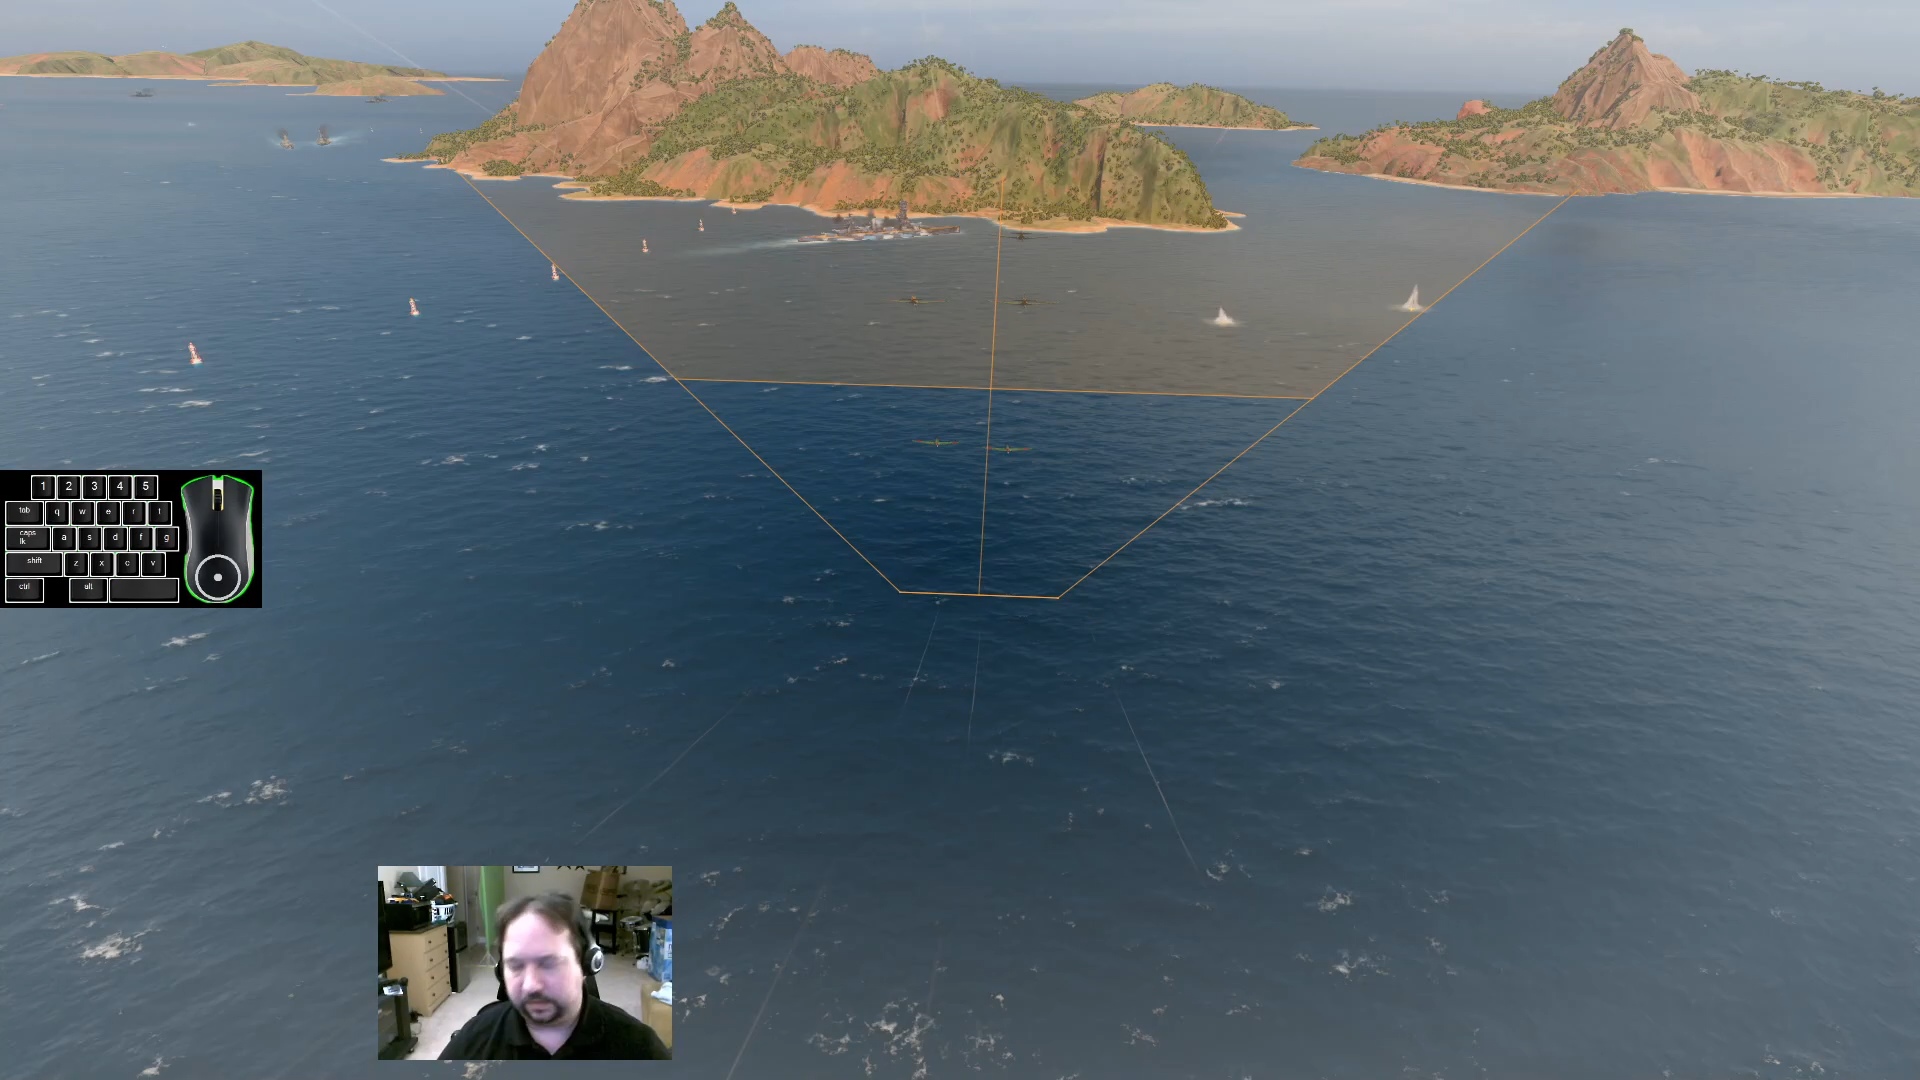 1 2 3 4 5
tab q w e r t
caps lk a s d f g
shift z x c v
ctrl alt